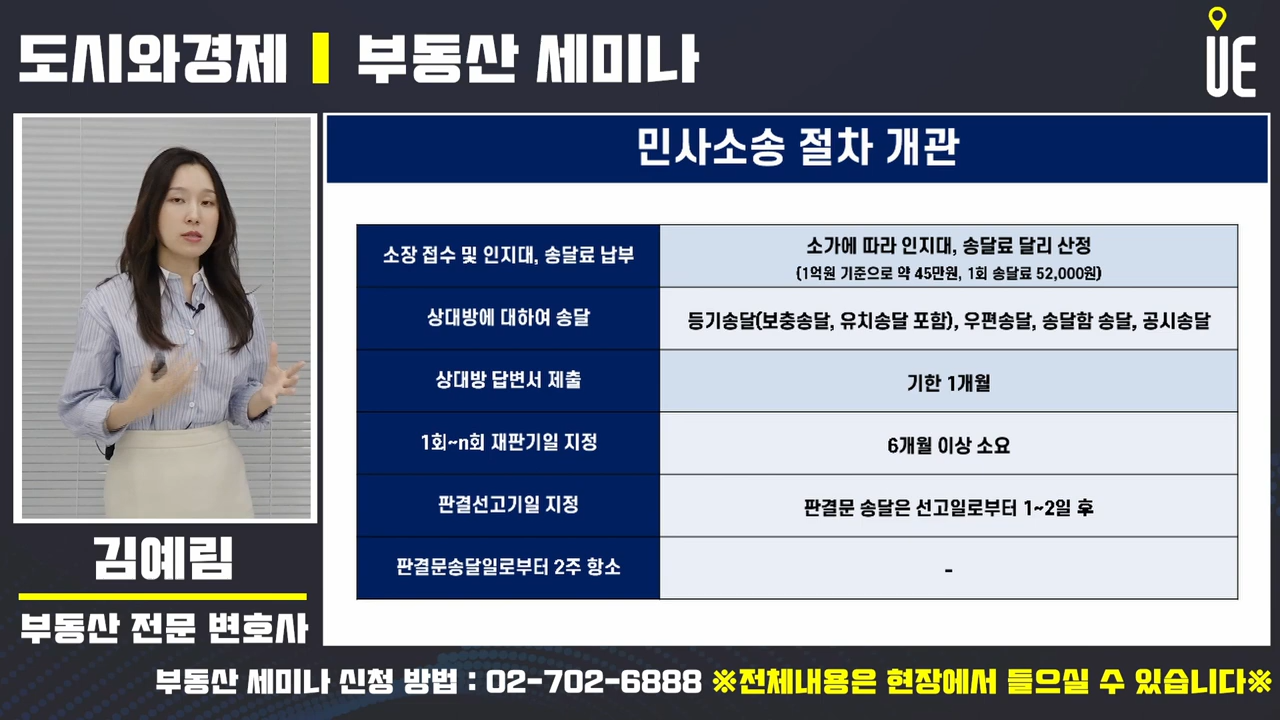 도시와경제 | 부동산 세미나
UE
민사소송 절차 개관
소장 접수 및 인지대, 송달료 납부
소가에 따라 인지대, 송달료 달리 산정
(1억원 기준으로 약 45만원, 1회 송달료 52,000원)
상대방에 대하여 송달
등기송달(보충송달, 유치송달 포함), 우편송달, 송달함 송달, 공시송달
상대방 답변서 제출
기한 1개월
1회~n회 재판기일 지정
6개월 이상 소요
판결선고기일 지정
판결문 송달은 선고일로부터 1~2일 후
판결문송달일로부터 2주 항소
-
김예림
부동산 전문 변호사
부동산 세미나 신청 방법 : 02-702-6888 ※전체내용은 현장에서 들으실 수 있습니다※